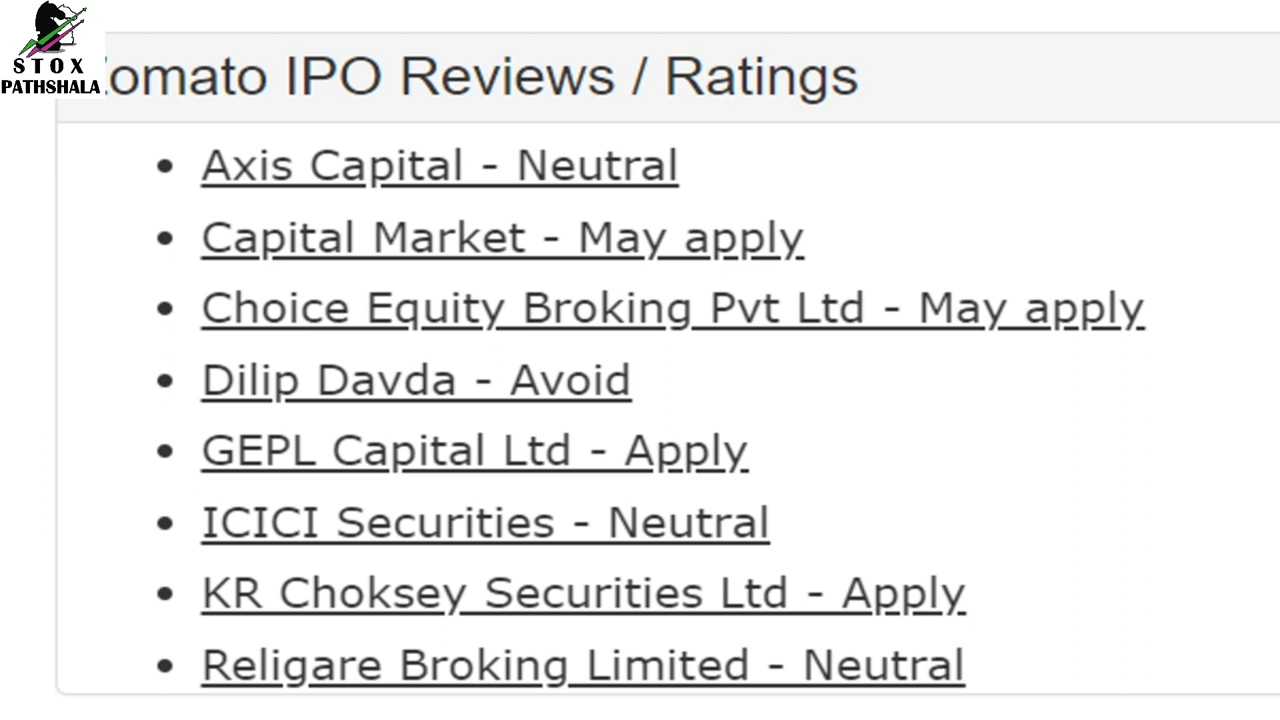 STOX
PATHSHALA
omato IPO Reviews / Ratings
Axis Capital - Neutral
Capital Market - May apply
Choice Equity Broking Pvt Ltd - May apply
Dilip Davda - Avoid
GEPL Capital Ltd - Apply
ICICI Securities - Neutral
KR Choksey Securities Ltd - Apply
Religare Broking Limited - Neutral